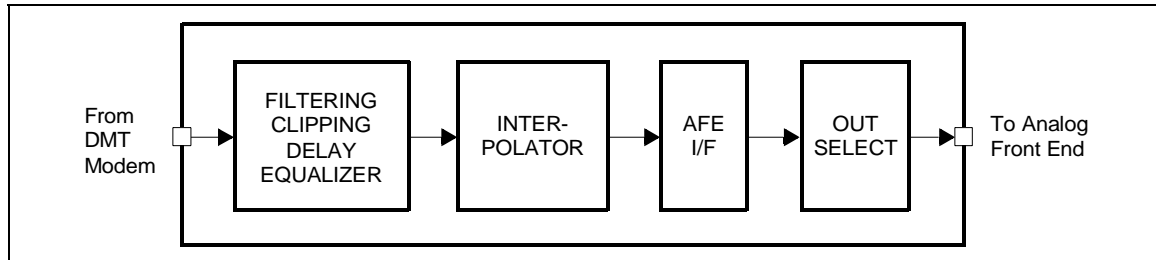 From
DMT
Modem
FILTERING
CLIPPING
DELAY
EQUALIZER
INTER-
POLATOR
AFE
I/F
OUT
SELECT
To Analog
Front End